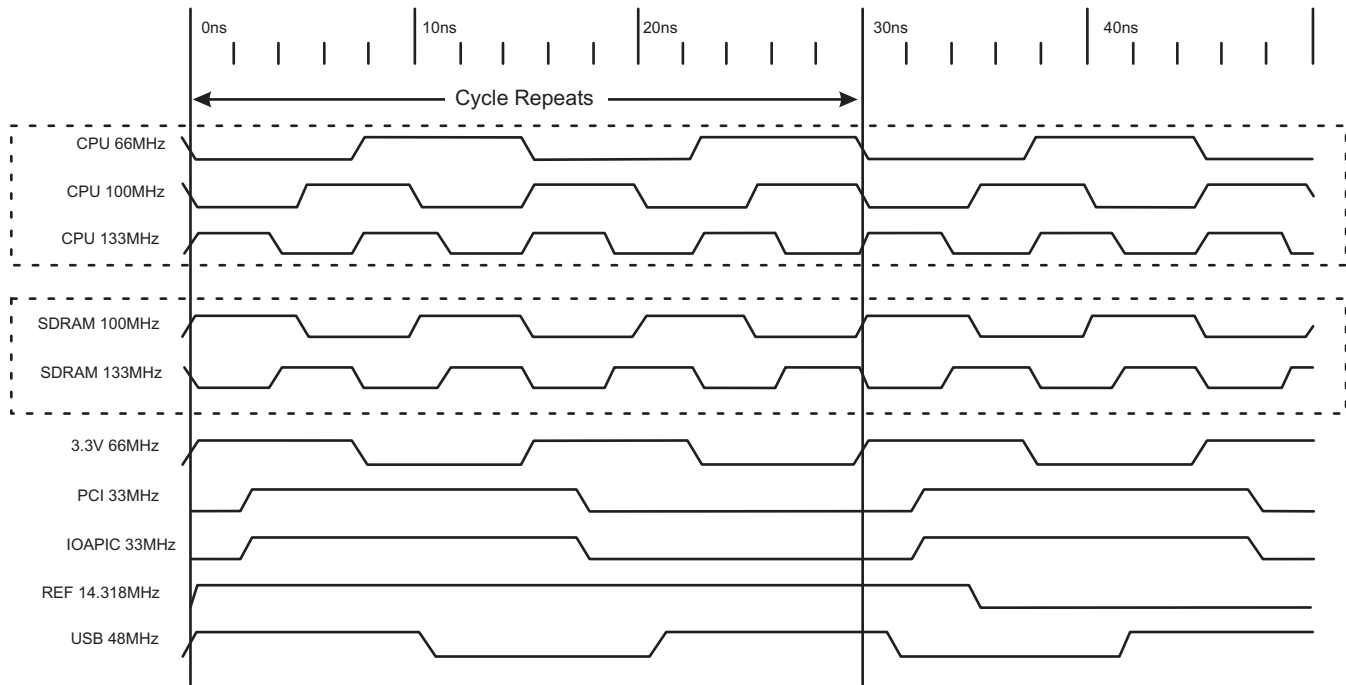 0ns 10ns 20ns 30ns 40ns
Cycle Repeats
CPU 66MHz
CPU 100MHz
CPU 133MHz
SDRAM 100MHz
SDRAM 133MHz
3.3V 66MHz
PCI 33MHz
IOAPIC 33MHz
REF 14.318MHz
USB 48MHz